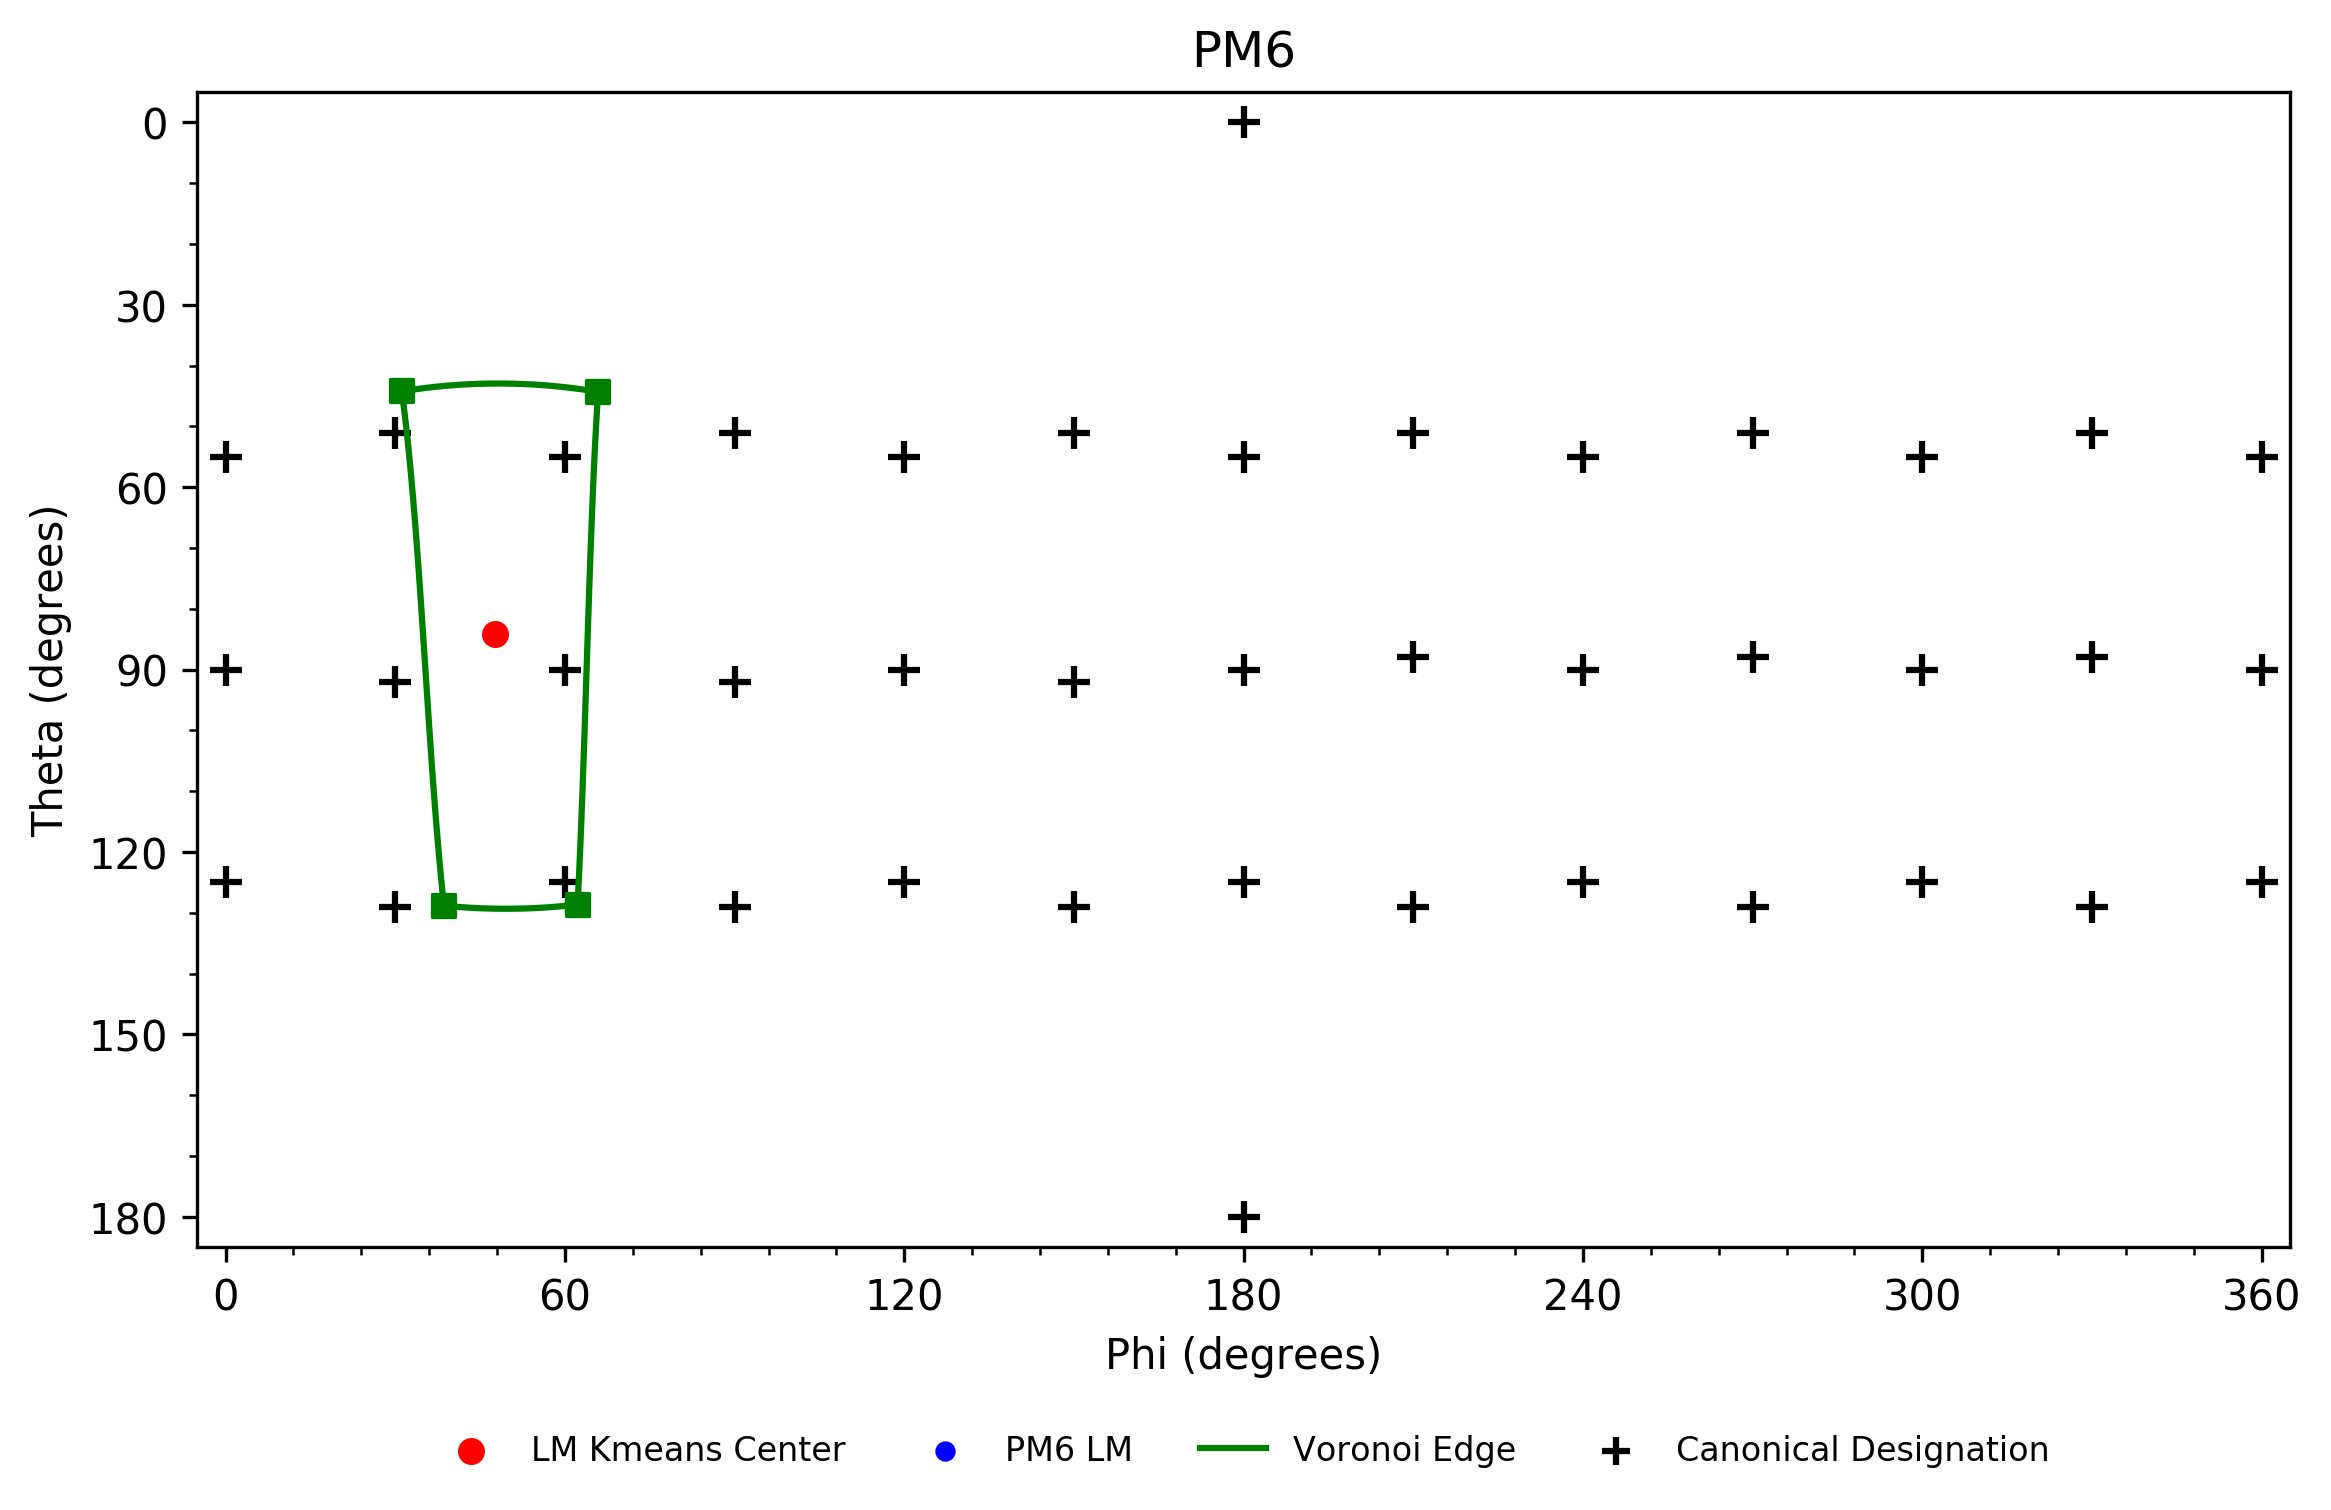 PM6
0
30
60
90
120
150
180
Theta (degrees)
0 60 120 180 240 300 360
Phi (degrees)
LM Kmeans Center PM6 LM Voronoi Edge Canonical Designation